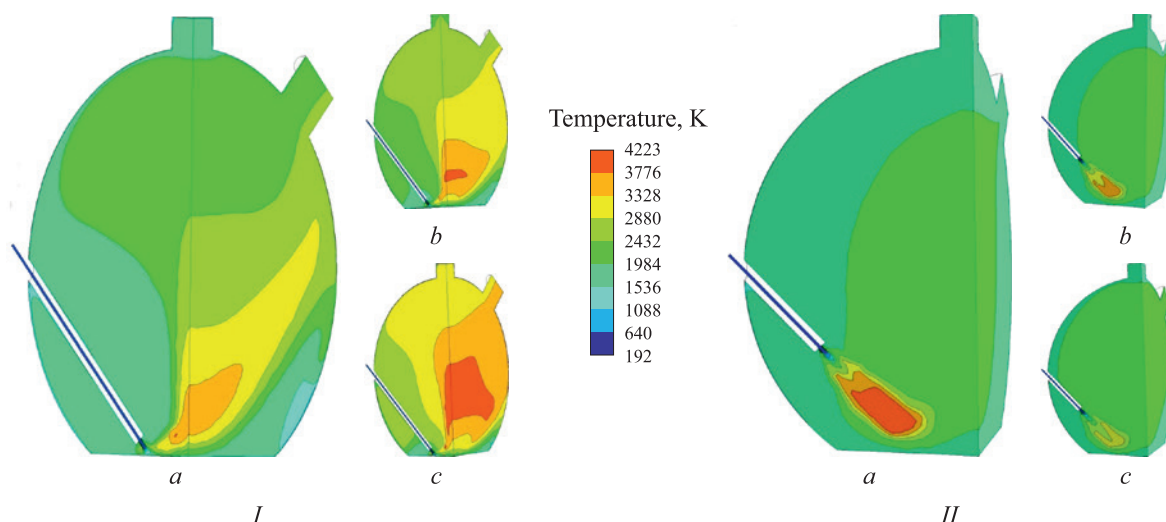 Temperature, K
4223
3776
3328
2880
2432
1984
1536
1088
640
192
b
b
a
c
a
c
I
II